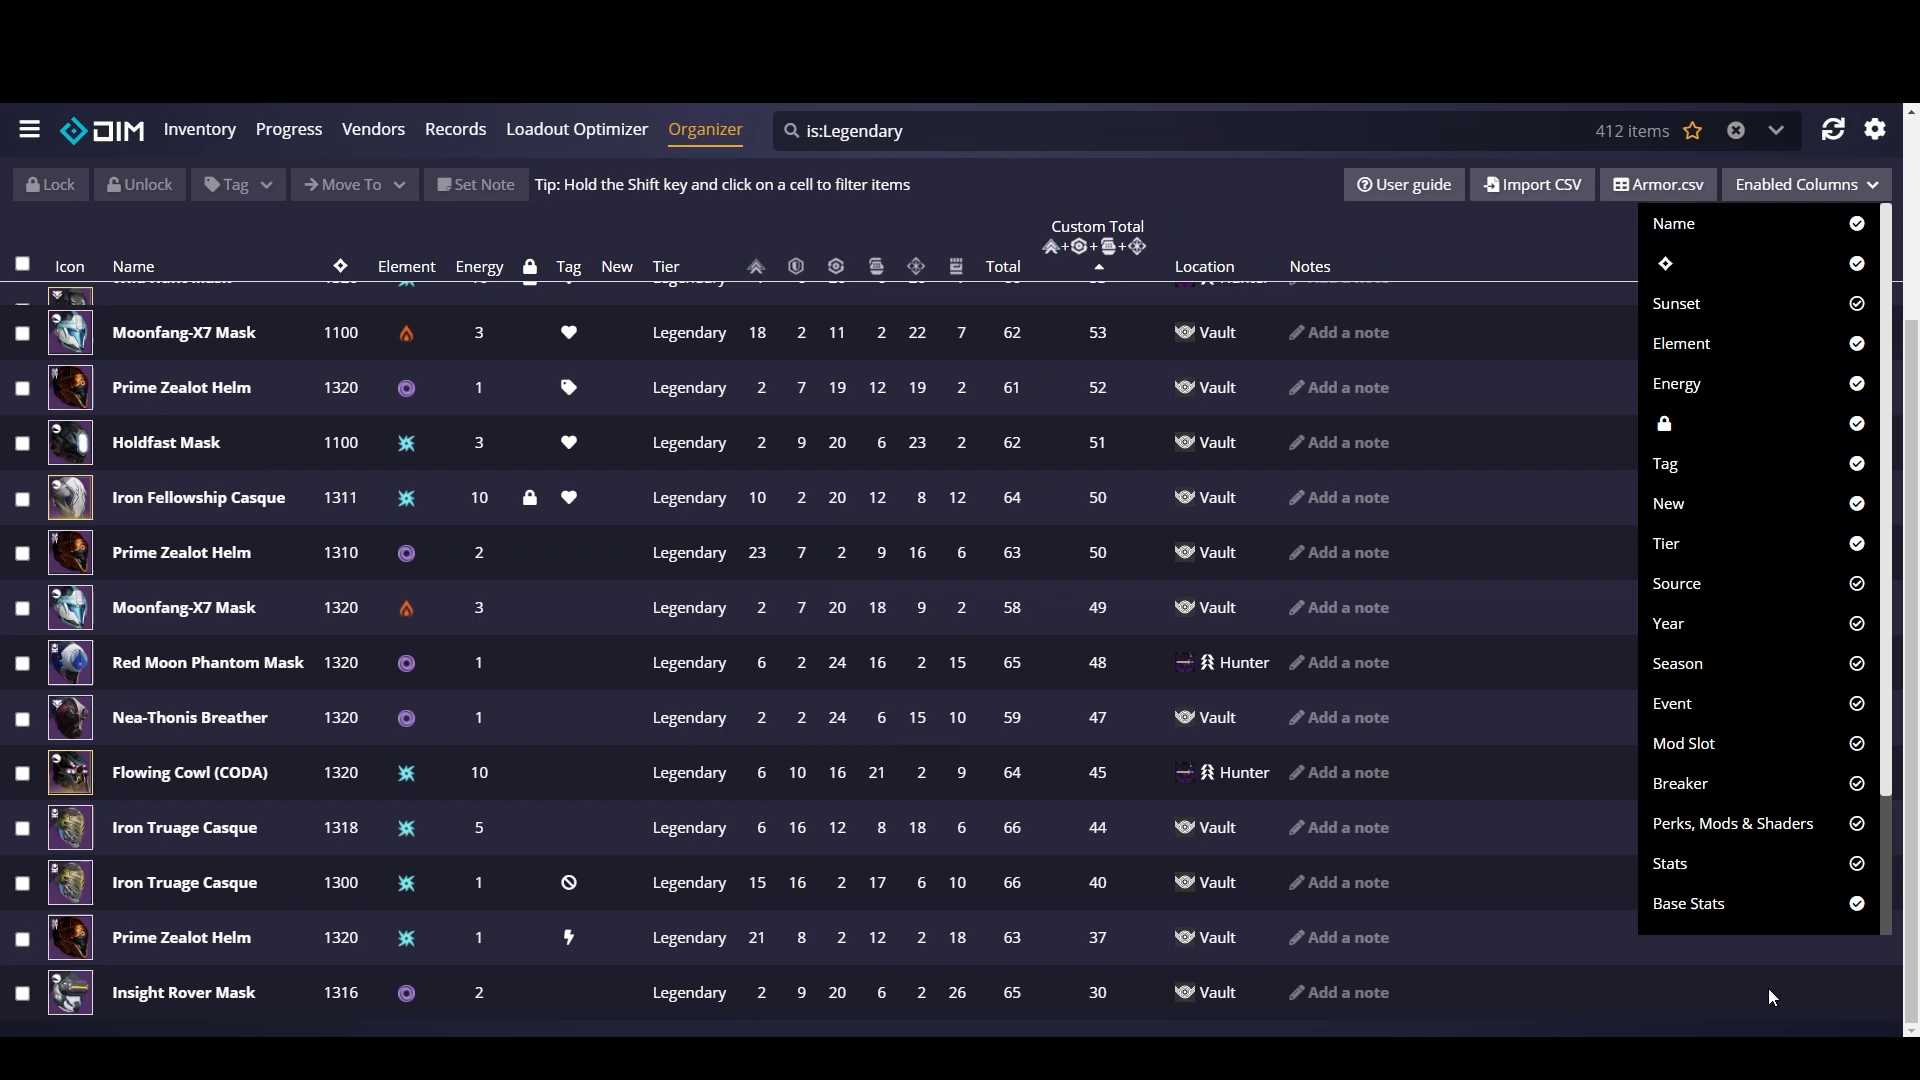 DIM Inventory Progress Vendors Records Loadout Optimizer Organizer is:Legendary 412 items
Lock Unlock Tag Move To Set Note Tip: Hold the Shift key and click on a cell to filter items User guide Import CSV Armor.csv Enabled Columns
Custom Total
+ + +
Icon Name Element Energy Tag New Tier Total Location Notes
Moonfang-X7 Mask 1100 3 Legendary 18 2 11 2 22 7 62 53 Vault Add a note
Prime Zealot Helm 1320 1 Legendary 2 7 19 12 19 2 61 52 Vault Add a note
Holdfast Mask 1100 3 Legendary 2 9 20 6 23 2 62 51 Vault Add a note
Iron Fellowship Casque 1311 10 Legendary 10 2 20 12 8 12 64 50 Vault Add a note
Prime Zealot Helm 1310 2 Legendary 23 7 2 9 16 6 63 50 Vault Add a note
Moonfang-X7 Mask 1320 3 Legendary 2 7 20 18 9 2 58 49 Vault Add a note
Red Moon Phantom Mask 1320 1 Legendary 6 2 24 16 2 15 65 48 Hunter Add a note
Nea-Thonis Breather 1320 1 Legendary 2 2 24 6 15 10 59 47 Vault Add a note
Flowing Cowl (CODA) 1320 10 Legendary 6 10 16 21 2 9 64 45 Hunter Add a note
Iron Truage Casque 1318 5 Legendary 6 16 12 8 18 6 66 44 Vault Add a note
Iron Truage Casque 1300 1 Legendary 15 16 2 17 6 10 66 40 Vault Add a note
Prime Zealot Helm 1320 1 Legendary 21 8 2 12 2 18 63 37 Vault Add a note
Insight Rover Mask 1316 2 Legendary 2 9 20 6 2 26 65 30 Vault Add a note
Name
Sunset
Element
Energy
Tag
New
Tier
Source
Year
Season
Event
Mod Slot
Breaker
Perks, Mods & Shaders
Stats
Base Stats